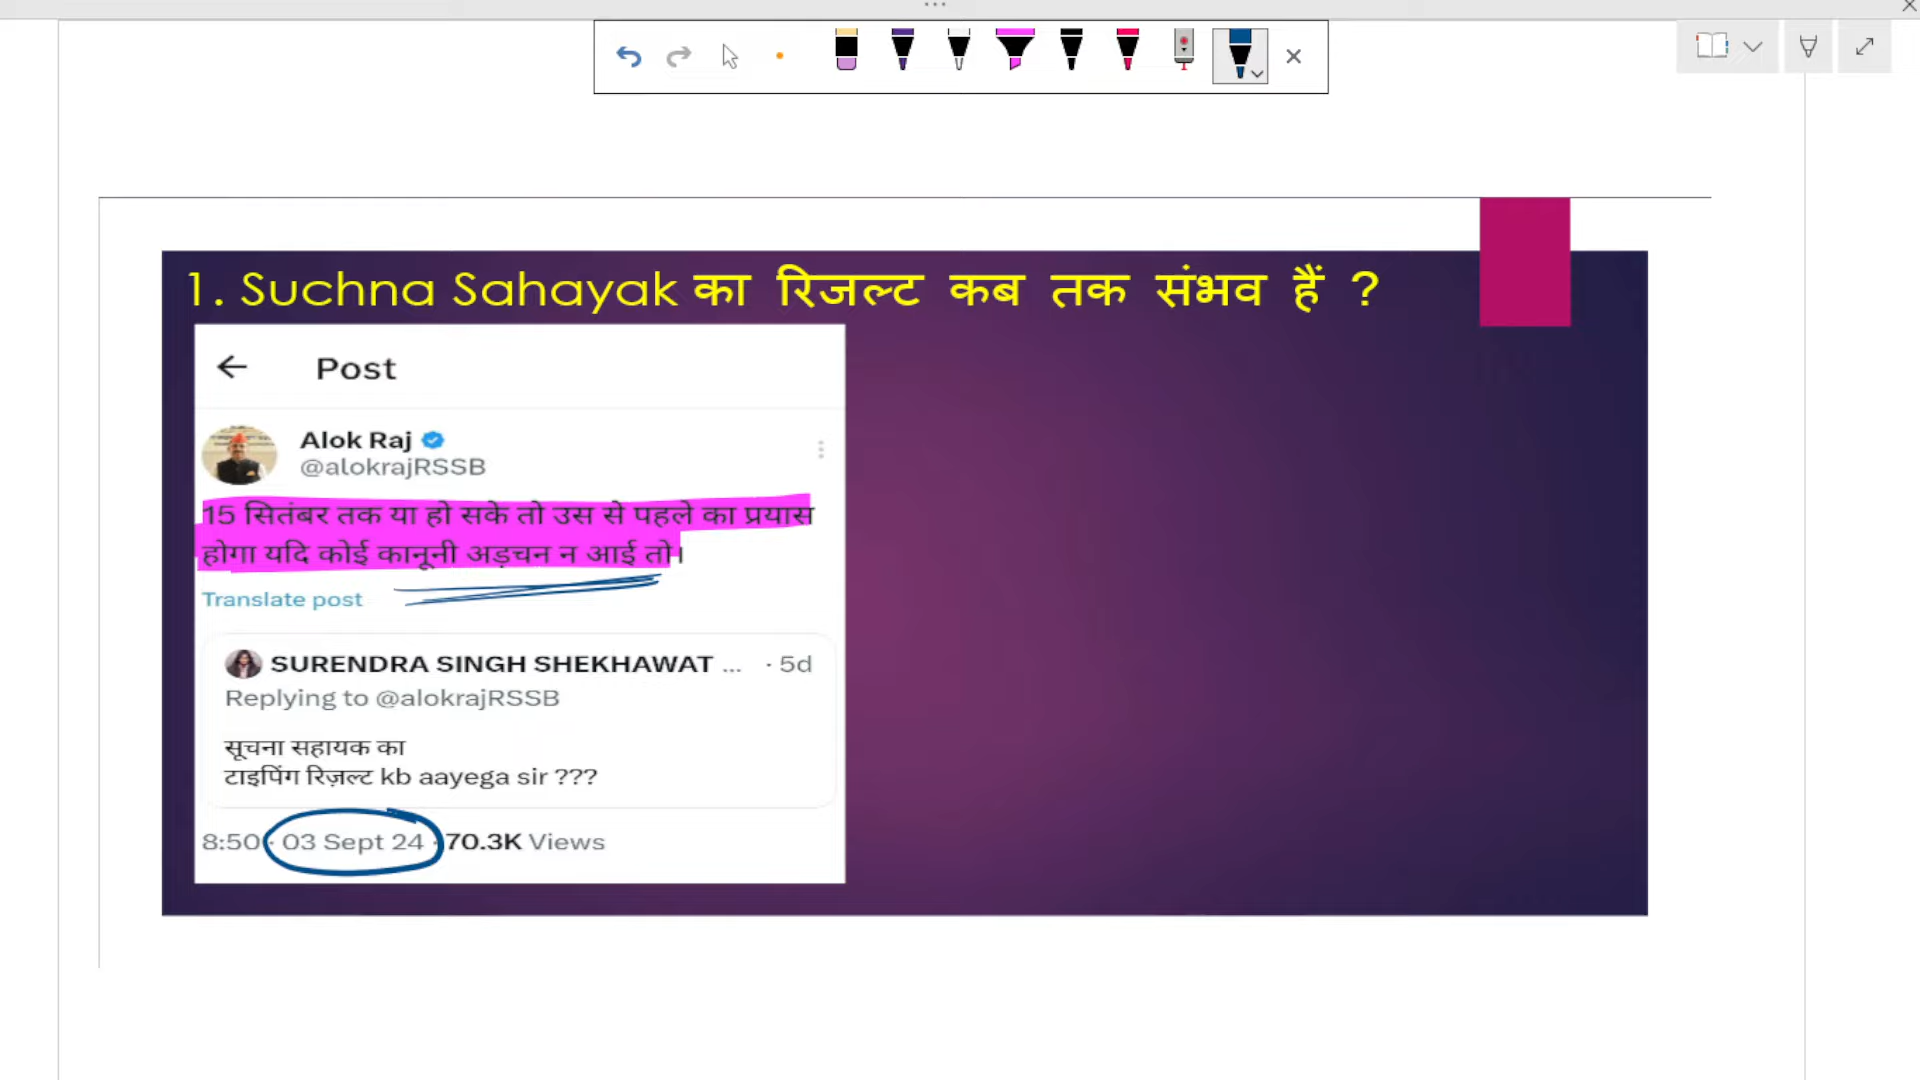 1. Suchna Sahayak का रिजल्ट कब तक संभव हैं ?
Post
Alok Raj
@alokrajRSSB
15 सितंबर तक या हो सके तो उस से पहले का प्रयास
होगा यदि कोई कानूनी अड़चन न आई तो।
Translate post
SURENDRA SINGH SHEKHAWAT ... · 5d
Replying to @alokrajRSSB
सूचना सहायक का
टाइपिंग रिज़ल्ट kb aayega sir ???
8:50 · 03 Sept 24 · 70.3K Views